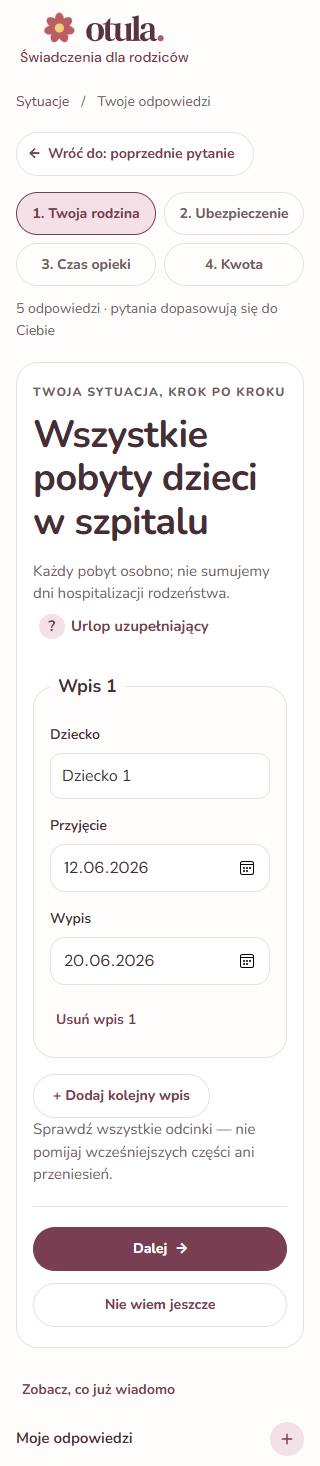 otula.
Świadczenia dla rodziców
Sytuacje / Twoje odpowiedzi
← Wróć do: poprzednie pytanie
1. Twoja rodzina
2. Ubezpieczenie
3. Czas opieki
4. Kwota
5 odpowiedzi · pytania dopasowują się do
Ciebie
TWOJA SYTUACJA, KROK PO KROKU
Wszystkie
pobyty dzieci
w szpitalu
Każdy pobyt osobno; nie sumujemy
dni hospitalizacji rodzeństwa.
? Urlop uzupełniający
Wpis 1
Dziecko
Dziecko 1
Przyjęcie
12.06.2026
Wypis
20.06.2026
Usuń wpis 1
+ Dodaj kolejny wpis
Sprawdź wszystkie odcinki — nie
pomijaj wcześniejszych części ani
przeniesień.
Dalej →
Nie wiem jeszcze
Zobacz, co już wiadomo
Moje odpowiedzi
+